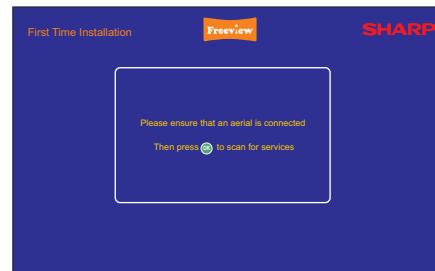 First Time Installation
Freeview
SHARP
Please ensure that an aerial is connected
Then press OK to scan for services